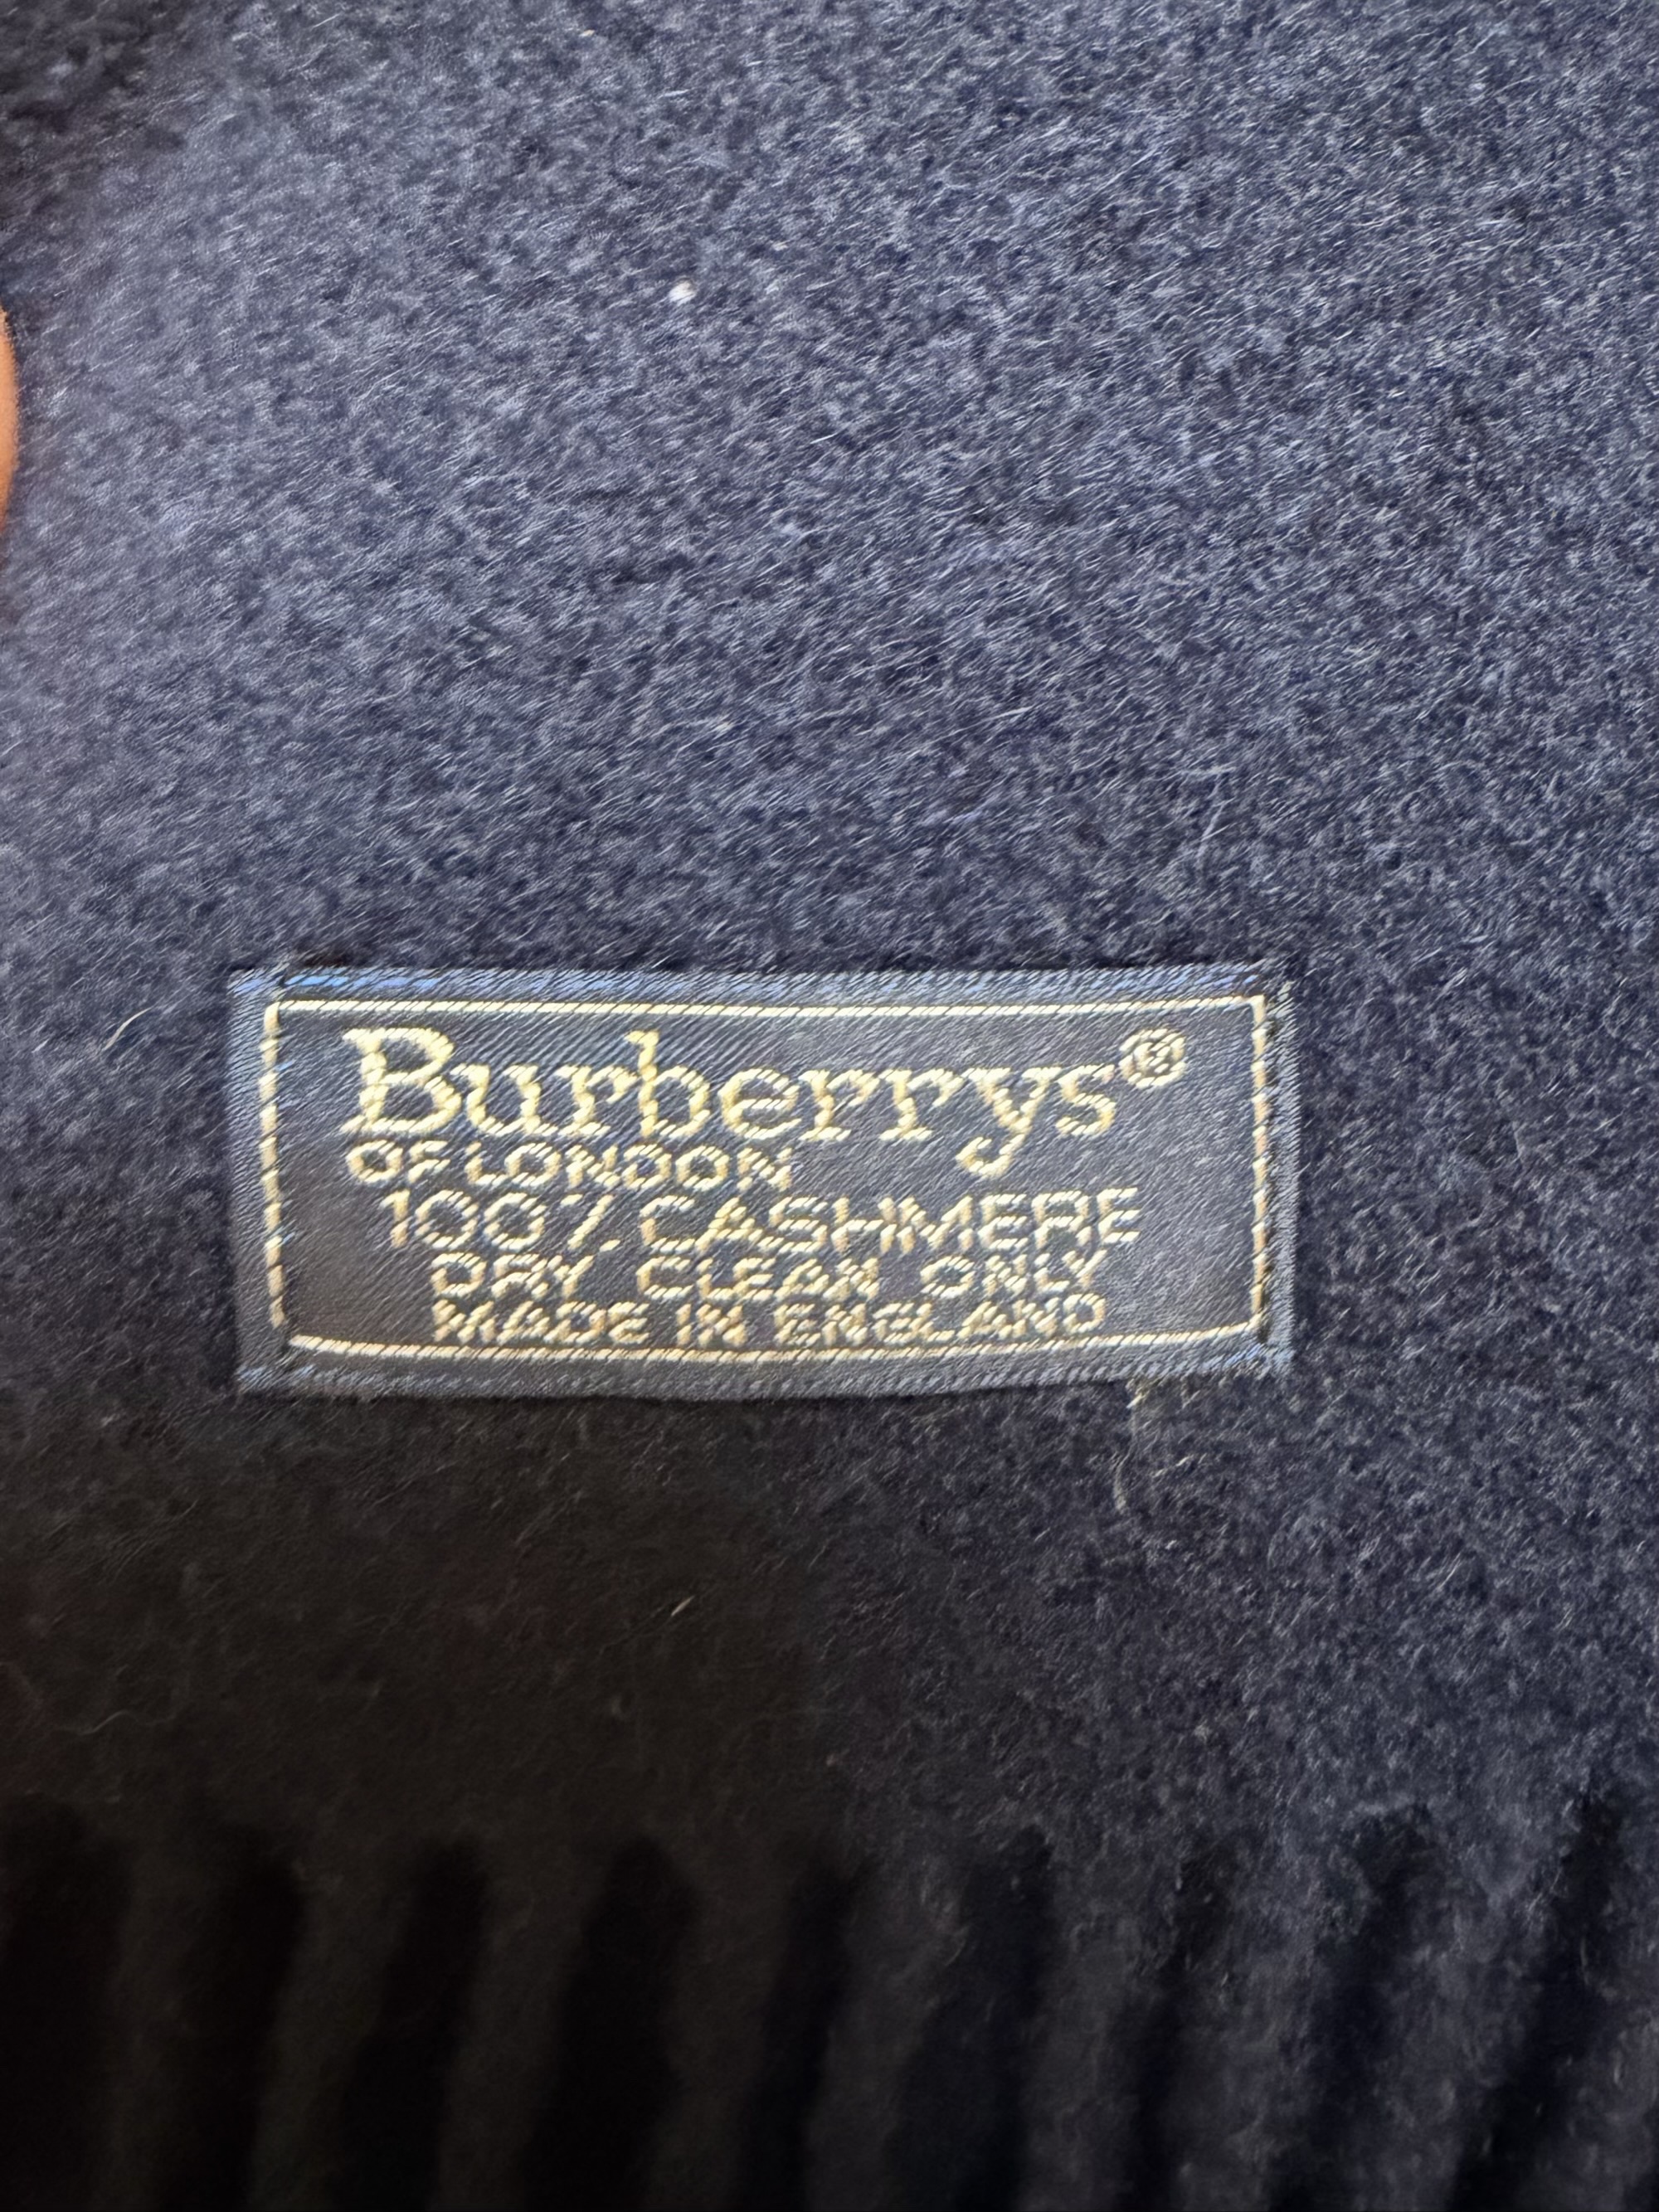 Burberrys®
OF LONDON
100% CASHMERE
DRY CLEAN ONLY
MADE IN ENGLAND